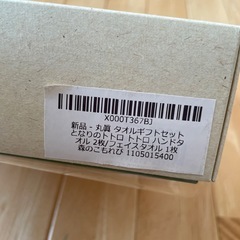 X000T367BJ
新品 - 丸眞 タオルギフトセット
となりのトトロ トトロ ハンドタ
オル 2枚/フェイスタオル 1枚
森のこもれび 1105015400